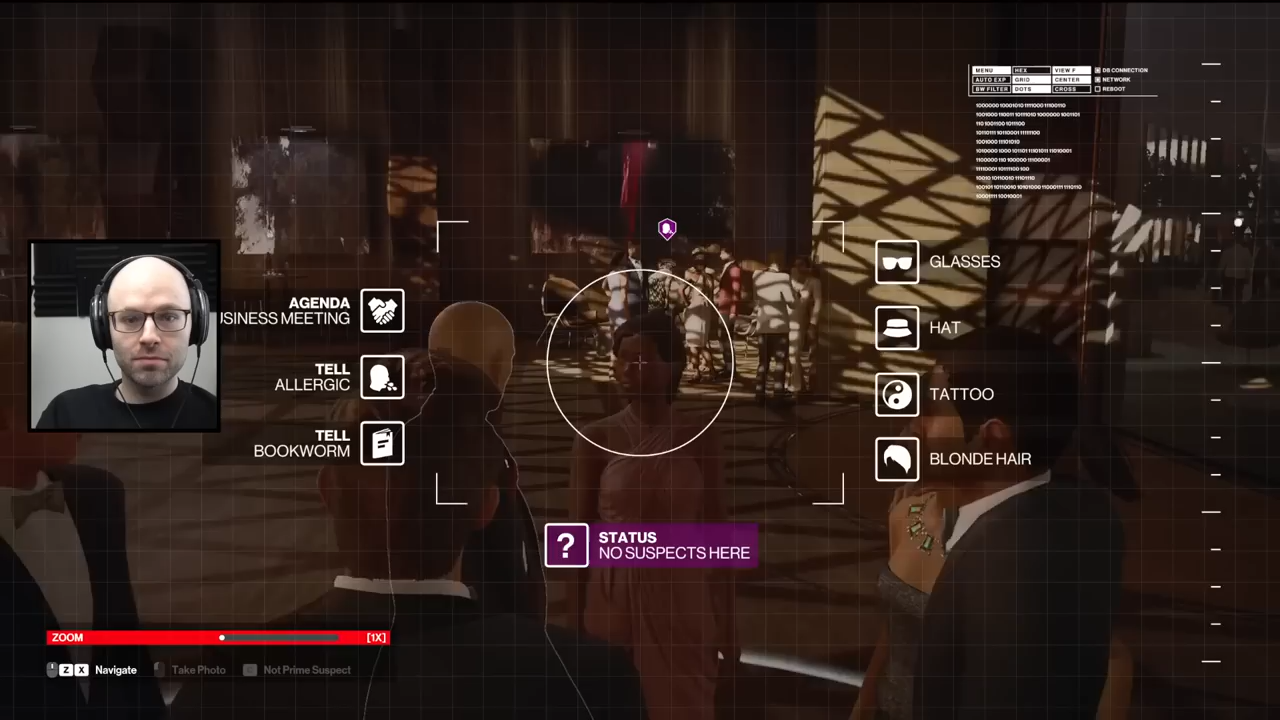 MENU HEX VIEW F DB CONNECTION
AUTO EXP GRID CENTER NETWORK
BW FILTER DOTS CROSS REBOOT
GLASSES
AGENDA
USINESS MEETING
HAT
TELL
ALLERGIC
TATTOO
TELL
BOOKWORM
BLONDE HAIR
?
STATUS
NO SUSPECTS HERE
ZOOM [1X]
Z X Navigate Take Photo Not Prime Suspect